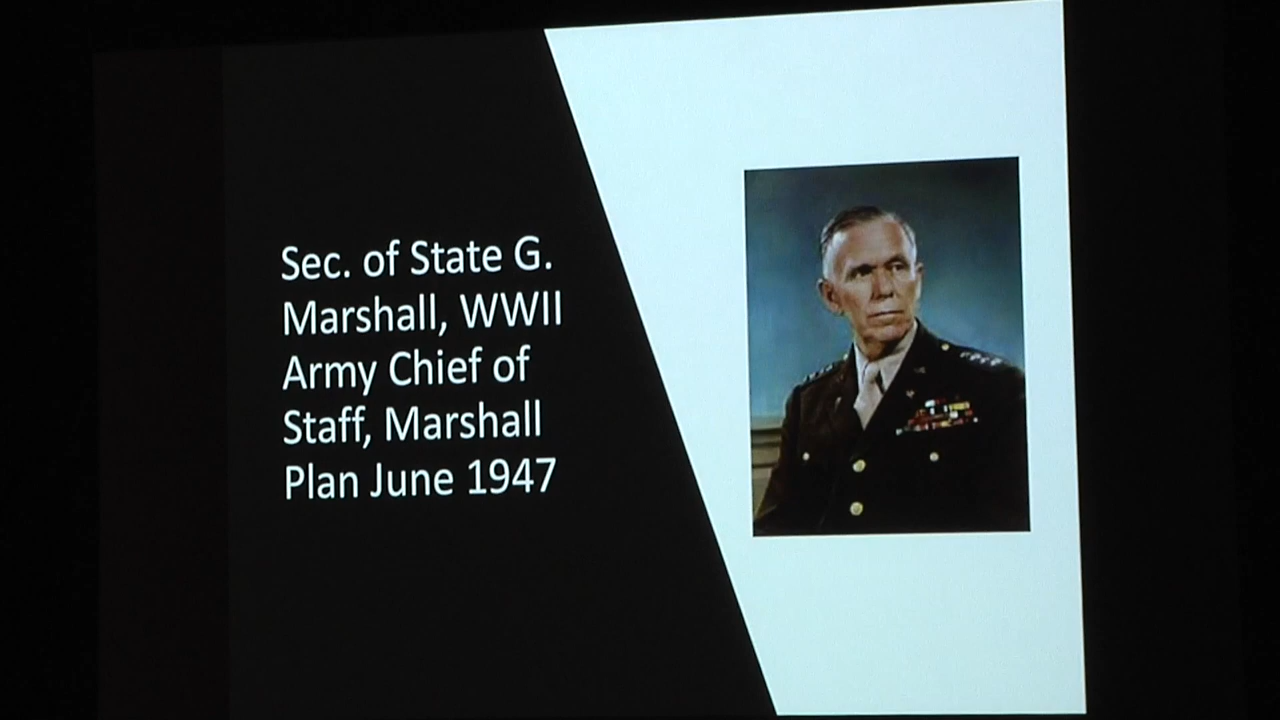 Sec. of State G.
Marshall, WWII
Army Chief of
Staff, Marshall
Plan June 1947